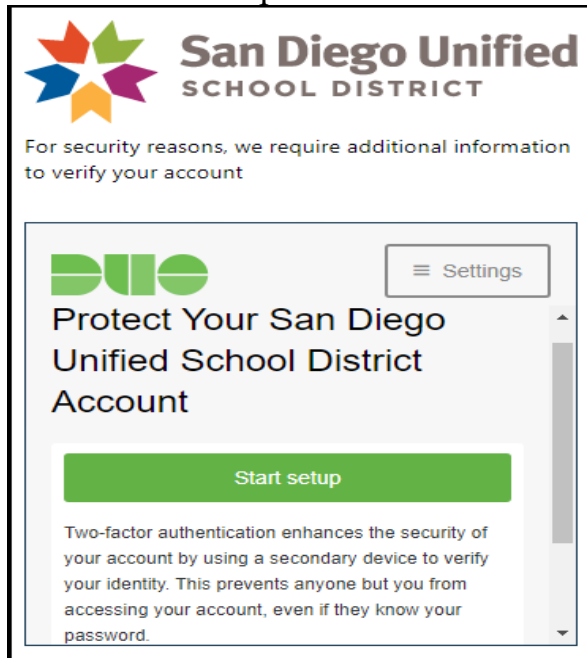 San Diego Unified
SCHOOL DISTRICT
For security reasons, we require additional information
to verify your account
DUO
≡ Settings
Protect Your San Diego
Unified School District
Account
Start setup
Two-factor authentication enhances the security of
your account by using a secondary device to verify
your identity. This prevents anyone but you from
accessing your account, even if they know your
password.